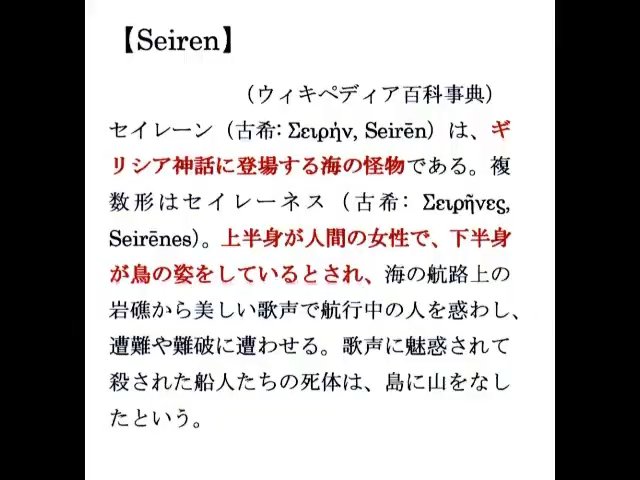 【Seiren】
（ウィキペディア百科事典）
セイレーン（古希: Σειρήν, Seirēn）は、ギ
リシア神話に登場する海の怪物である。複
数形はセイレーネス（古希: Σειρῆνες,
Seirēnes）。上半身が人間の女性で、下半身
が鳥の姿をしているとされ、海の航路上の
岩礁から美しい歌声で航行中の人を惑わし、
遭難や難破に遭わせる。歌声に魅惑されて
殺された船人たちの死体は、島に山をなし
たという。